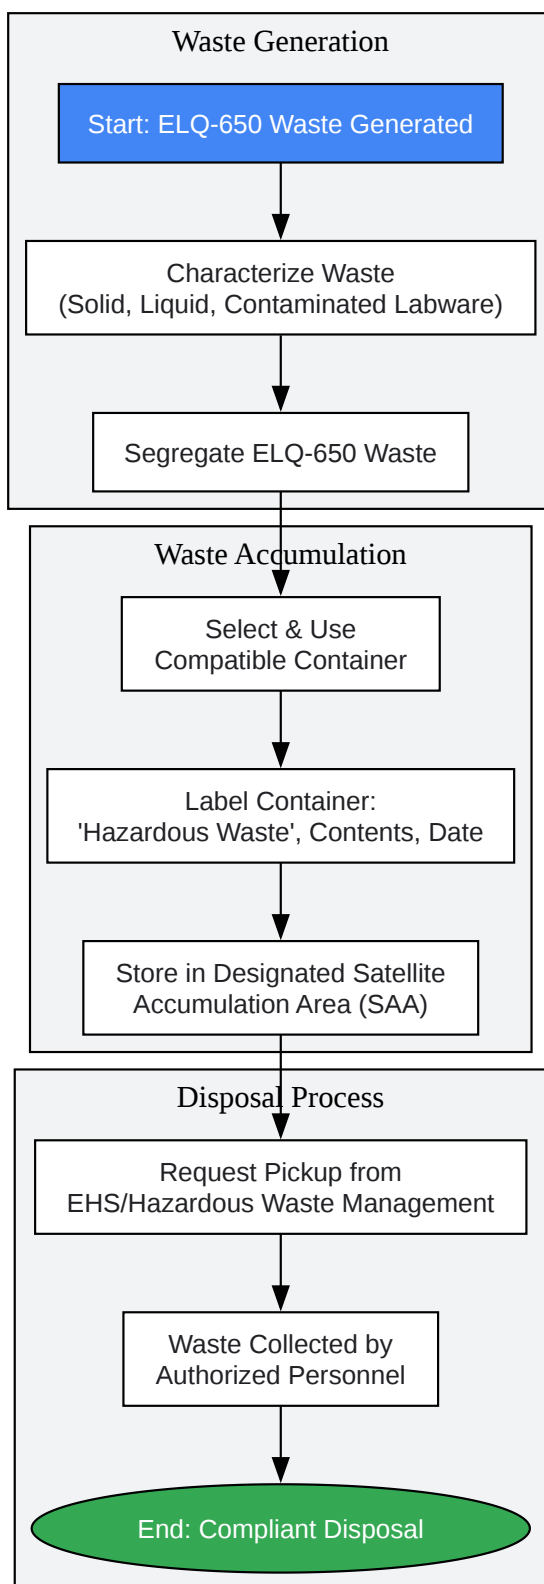 Waste Generation
Start: ELQ-650 Waste Generated
Characterize Waste
(Solid, Liquid, Contaminated Labware)
Segregate ELQ-650 Waste
Waste Accumulation
Select & Use
Compatible Container
Label Container:
'Hazardous Waste', Contents, Date
Store in Designated Satellite
Accumulation Area (SAA)
Disposal Process
Request Pickup from
EHS/Hazardous Waste Management
Waste Collected by
Authorized Personnel
End: Compliant Disposal